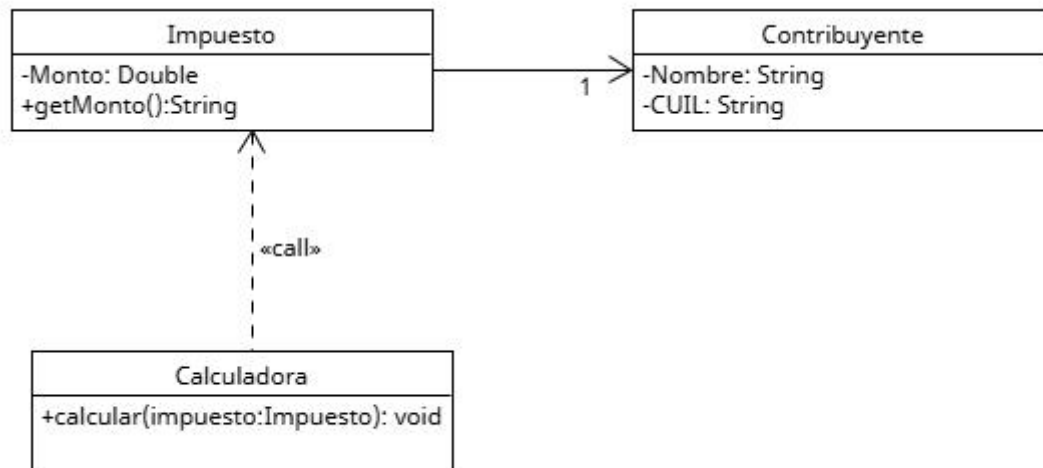 Impuesto
-Monto: Double
+getMonto():String
1
Contribuyente
-Nombre: String
-CUIL: String
«call»
Calculadora
+calcular(impuesto:Impuesto): void